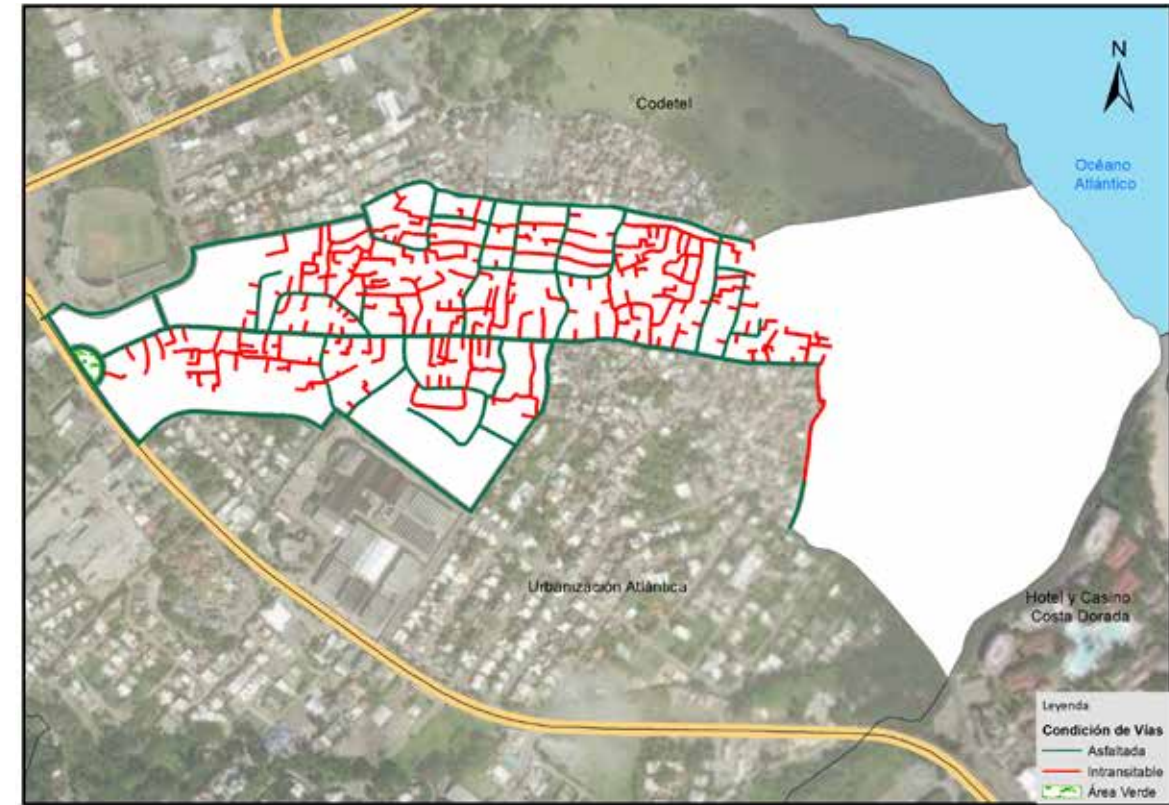 Codetel
N
Océano
Atlántico
Urbanización Atlántica
Hotel y Casino
Costa Dorada
Leyenda
Condición de Vías
Asfaltada
Intransitable
Área Verde